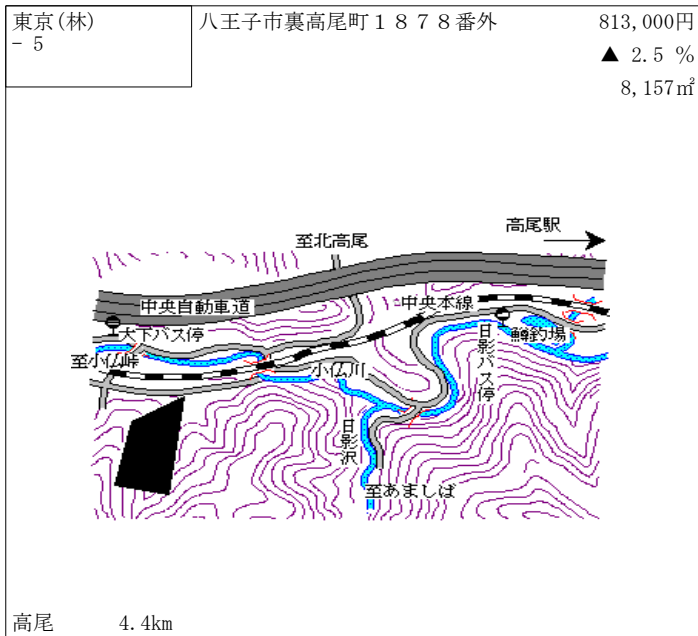 東京(林)
- 5
八王子市裏高尾町１８７８番外
813,000円
▲ 2.5 %
8,157㎡
高尾駅
至北高尾
中央自動車道
中央本線
大下バス停
日影バス停
鱒釣場
至小仏峠
小仏川
日影沢
至あましば
高尾 4.4km